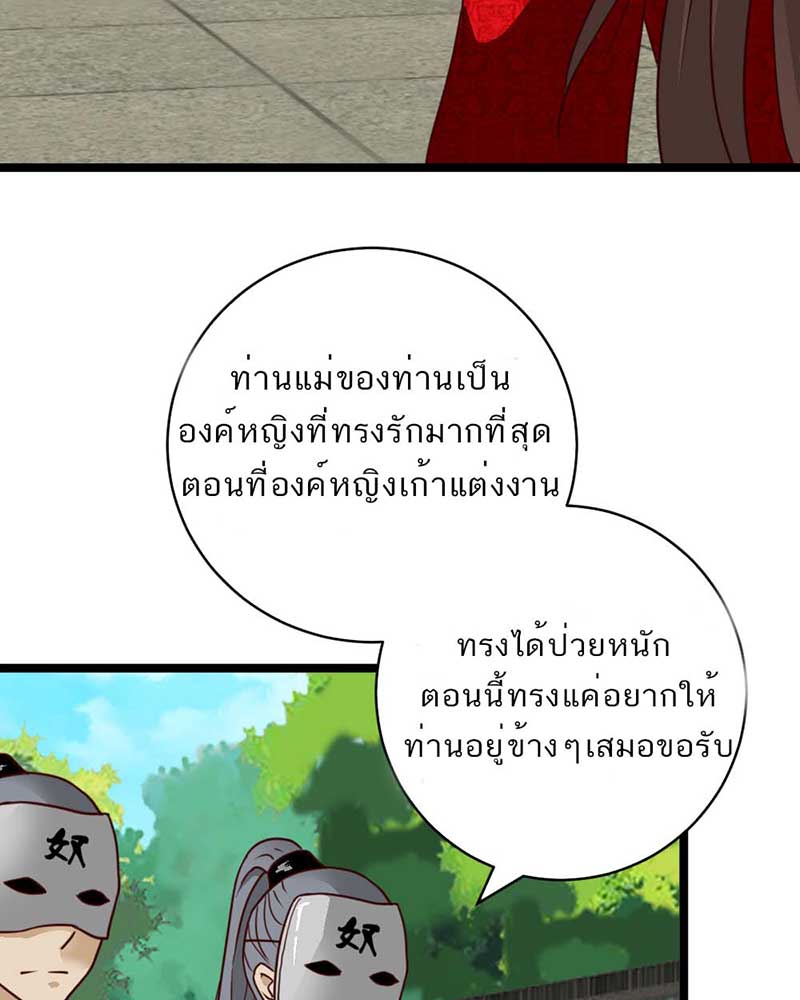 ท่านแม่ของท่านเป็น
องค์หญิงที่ทรงรักมากที่สุด
ตอนที่องค์หญิงเก้าแต่งงาน
ทรงได้ป่วยหนัก
ตอนนี้ทรงแค่อยากให้
ท่านอยู่ข้างๆเสมอขอรับ
奴
奴